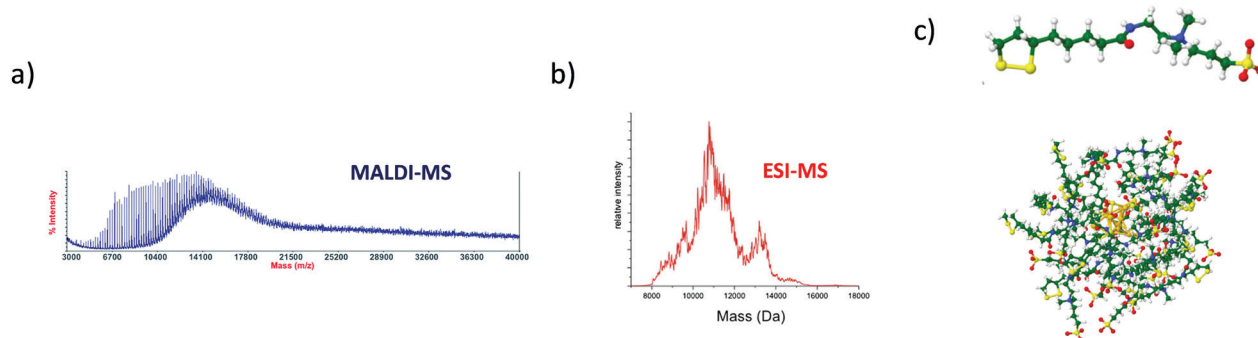 a)
MALDI-MS
% Intensity
3000 6700 10400 14100 17800 21500 25200 28900 32600 36300 40000
Mass (m/z)
b)
ESI-MS
relative intensity
8000 10000 12000 14000 16000 18000
Mass (Da)
c)